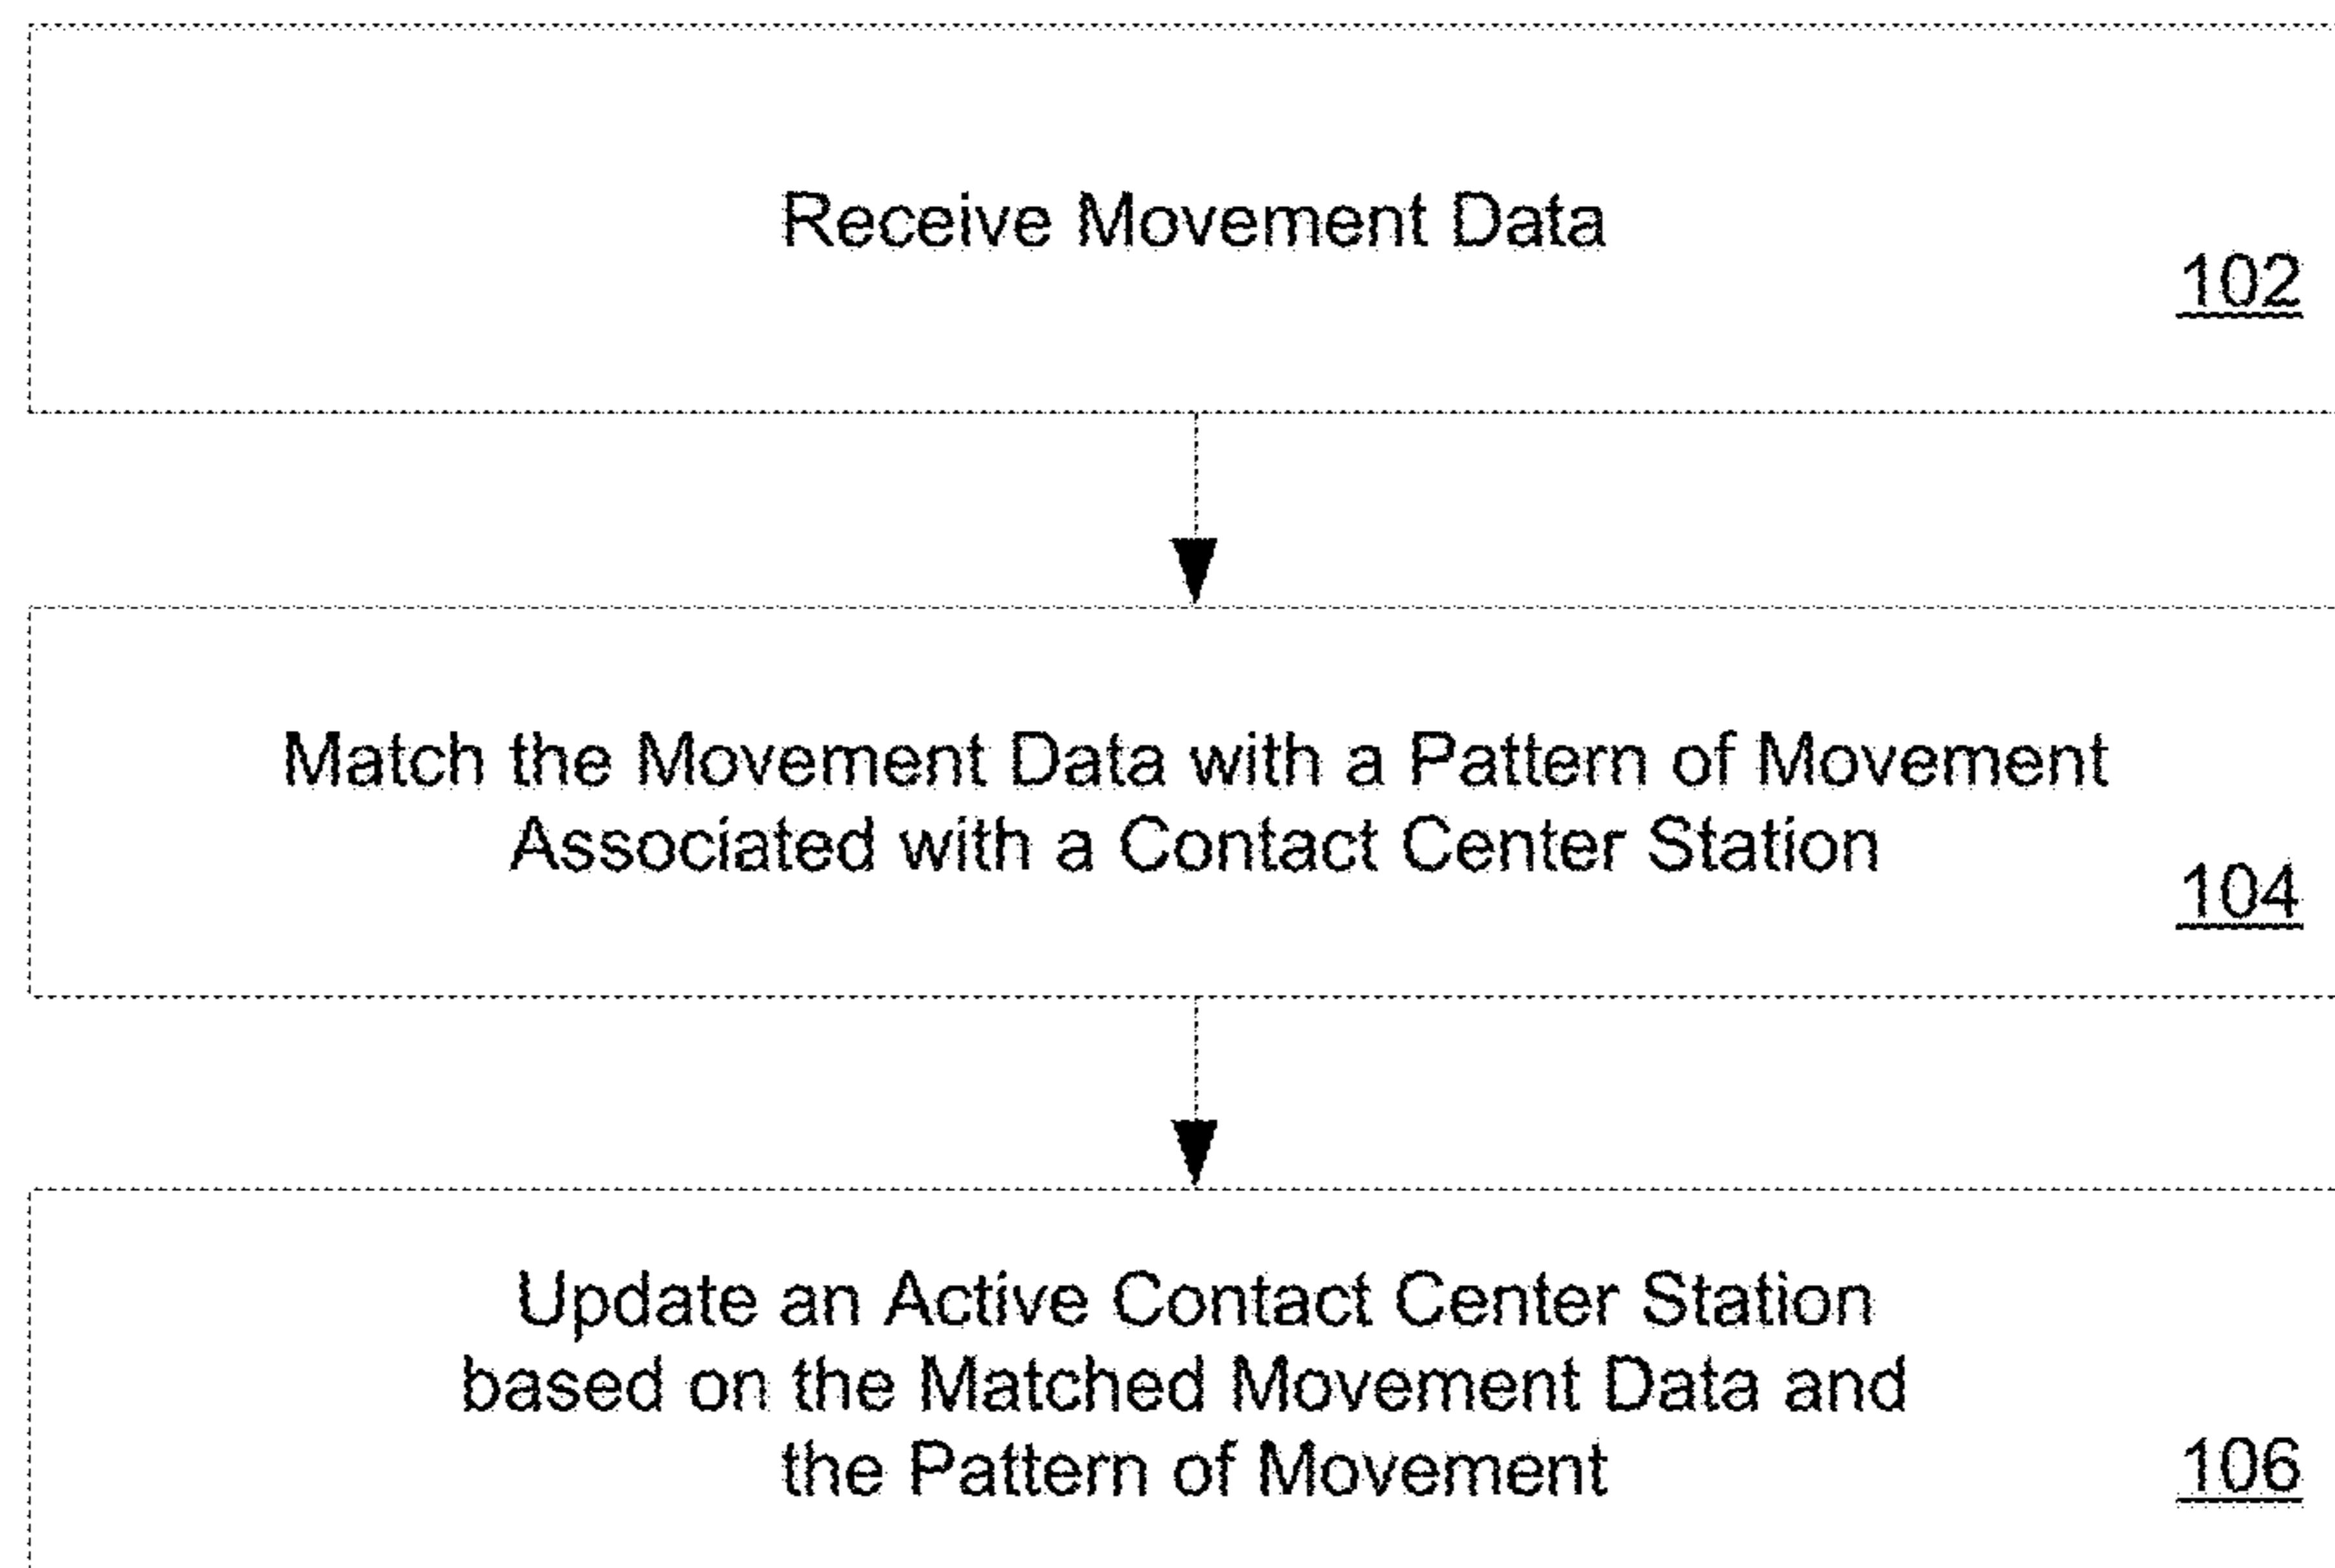 Receive Movement Data
102
Match the Movement Data with a Pattern of Movement
Associated with a Contact Center Station
104
Update an Active Contact Center Station
based on the Matched Movement Data and
the Pattern of Movement
106